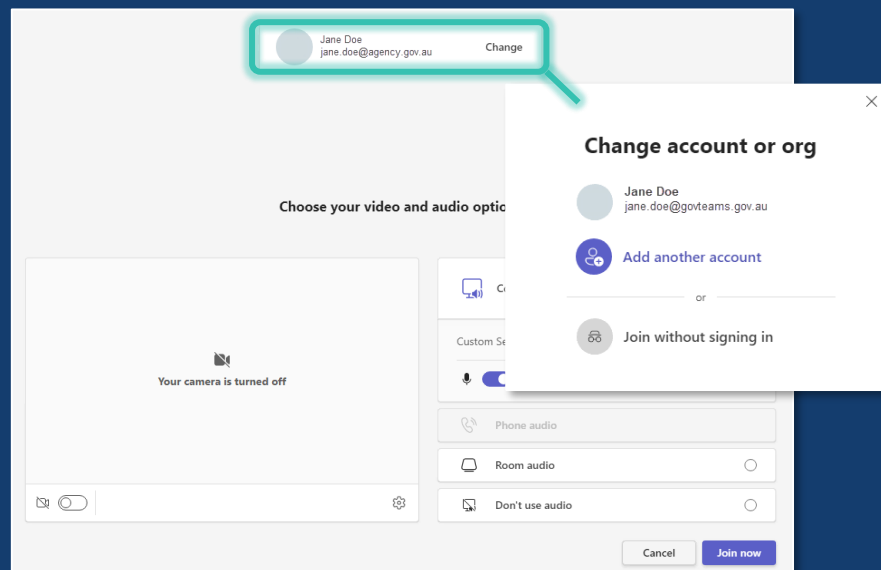 Jane Doe
jane.doe@agency.gov.au
Change
Change account or org
Jane Doe
jane.doe@govteams.gov.au
Add another account
or
Join without signing in
Choose your video and audio
Your camera is turned off
Custom
Phone audio
Room audio
Don't use audio
Cancel
Join now